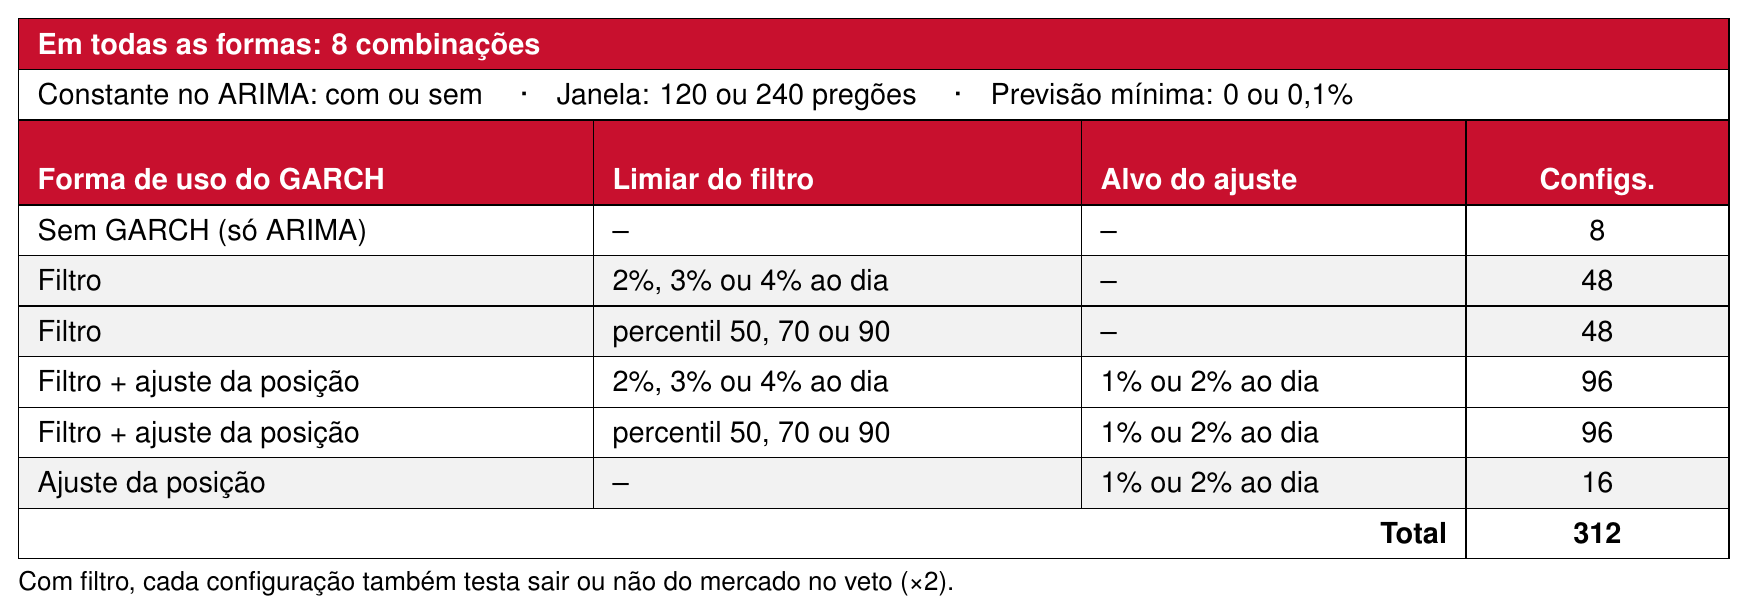 Em todas as formas: 8 combinações
Constante no ARIMA: com ou sem · Janela: 120 ou 240 pregões · Previsão mínima: 0 ou 0,1%
Forma de uso do GARCH Limiar do filtro Alvo do ajuste Configs.
Sem GARCH (só ARIMA) – – 8
Filtro 2%, 3% ou 4% ao dia – 48
Filtro percentil 50, 70 ou 90 – 48
Filtro + ajuste da posição 2%, 3% ou 4% ao dia 1% ou 2% ao dia 96
Filtro + ajuste da posição percentil 50, 70 ou 90 1% ou 2% ao dia 96
Ajuste da posição – 1% ou 2% ao dia 16
Total 312
Com filtro, cada configuração também testa sair ou não do mercado no veto (×2).